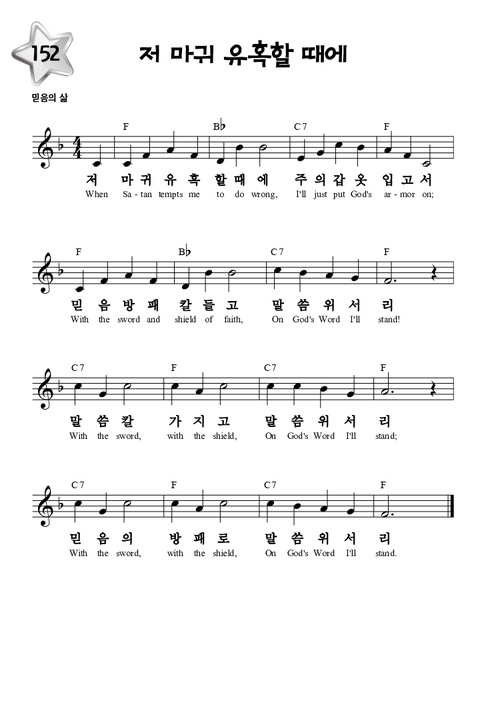 152
저 마귀 유혹할 때에
믿음의 삶
F B♭ C7 F
저 마 귀 유 혹 할 때 에 주 의 갑 옷 입 고 서
When Sa - tan tempts me to do wrong, I'll just put God's ar - mor on;
F B♭ C7 F
믿 음 방 패 칼 들 고 말 씀 위 서 리
With the sword and shield of faith, On God's Word I'll stand!
C7 F C7 F
말 씀 칼 가 지 고 말 씀 위 서 리
With the sword, with the shield, On God's Word I'll stand;
C7 F C7 F
믿 음 의 방 패 로 말 씀 위 서 리
With the sword, with the shield, On God's Word I'll stand.